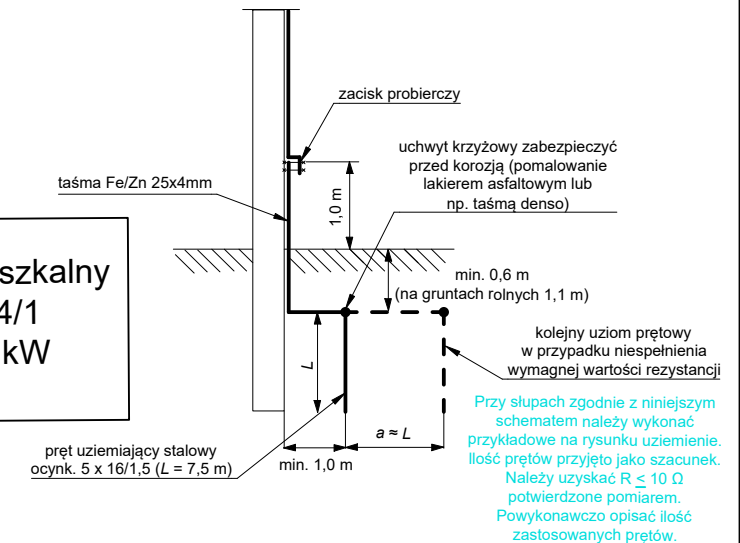 zacisk probierczy
uchwyt krzyżowy zabezpieczyć
przed korozją (pomalowanie
lakierem asfaltowym lub
np. taśmą denso)
taśma Fe/Zn 25x4mm
1,0 m
szkalny
4/1
kW
min. 0,6 m
(na gruntach rolnych 1,1 m)
kolejny uziom prętowy
w przypadku niespełnienia
wymagnej wartości rezystancji
L
a ≈ L
min. 1,0 m
pręt uziemiający stalowy
ocynk. 5 x 16/1,5 (L = 7,5 m)
Przy słupach zgodnie z niniejszym
schematem należy wykonać
przykładowe na rysunku uziemienie.
Ilość prętów przyjęto jako szacunek.
Należy uzyskać R ≤ 10 Ω
potwierdzone pomiarem.
Powykonawczo opisać ilość
zastosowanych prętów.